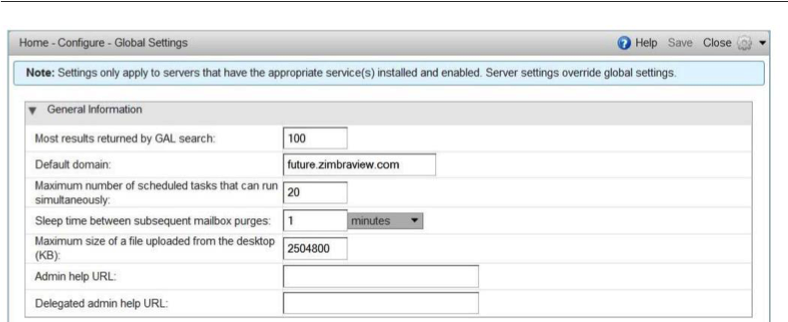 Home - Configure - Global Settings
Help Save Close
Note: Settings only apply to servers that have the appropriate service(s) installed and enabled. Server settings override global settings.
General Information
Most results returned by GAL search: 100
Default domain: future.zimbraview.com
Maximum number of scheduled tasks that can run
simultaneously: 20
Sleep time between subsequent mailbox purges: 1 minutes
Maximum size of a file uploaded from the desktop
(KB): 2504800
Admin help URL:
Delegated admin help URL: